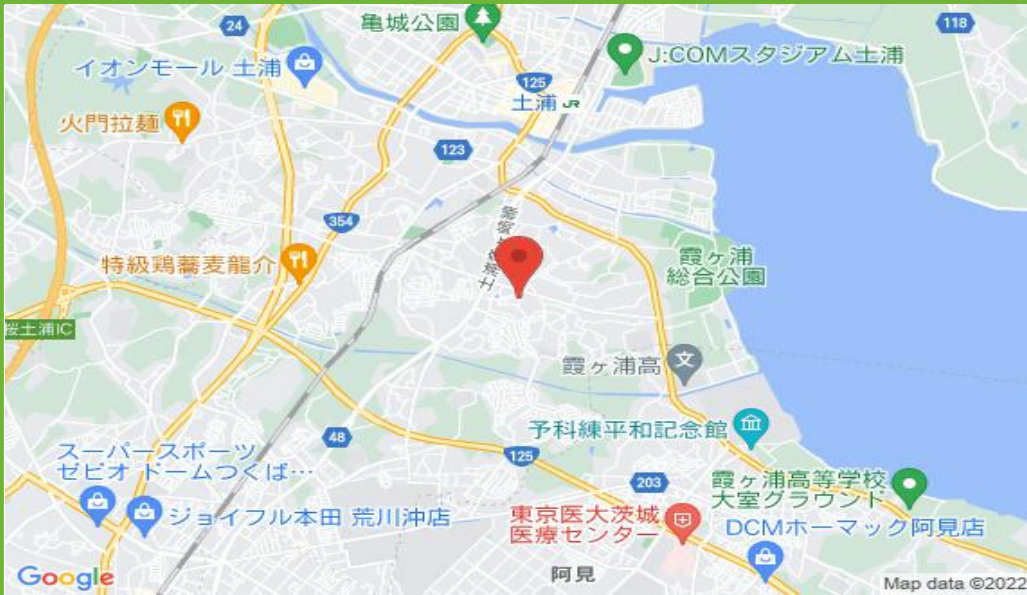 24
亀城公園
118
イオンモール 土浦
J:COMスタジアム土浦
125
土浦 JR
火門拉麺
123
354
霞ヶ浦
総合公園
特級鶏蕎麦龍介
桜土浦IC
霞ヶ浦高
文
予科練平和記念館
48
スーパースポーツ
ゼビオ ドームつくば…
125
203
霞ヶ浦高等学校
大室グラウンド
ジョイフル本田 荒川沖店
東京医大茨城
医療センター
DCMホーマック阿見店
阿見
Google
Map data ©2022